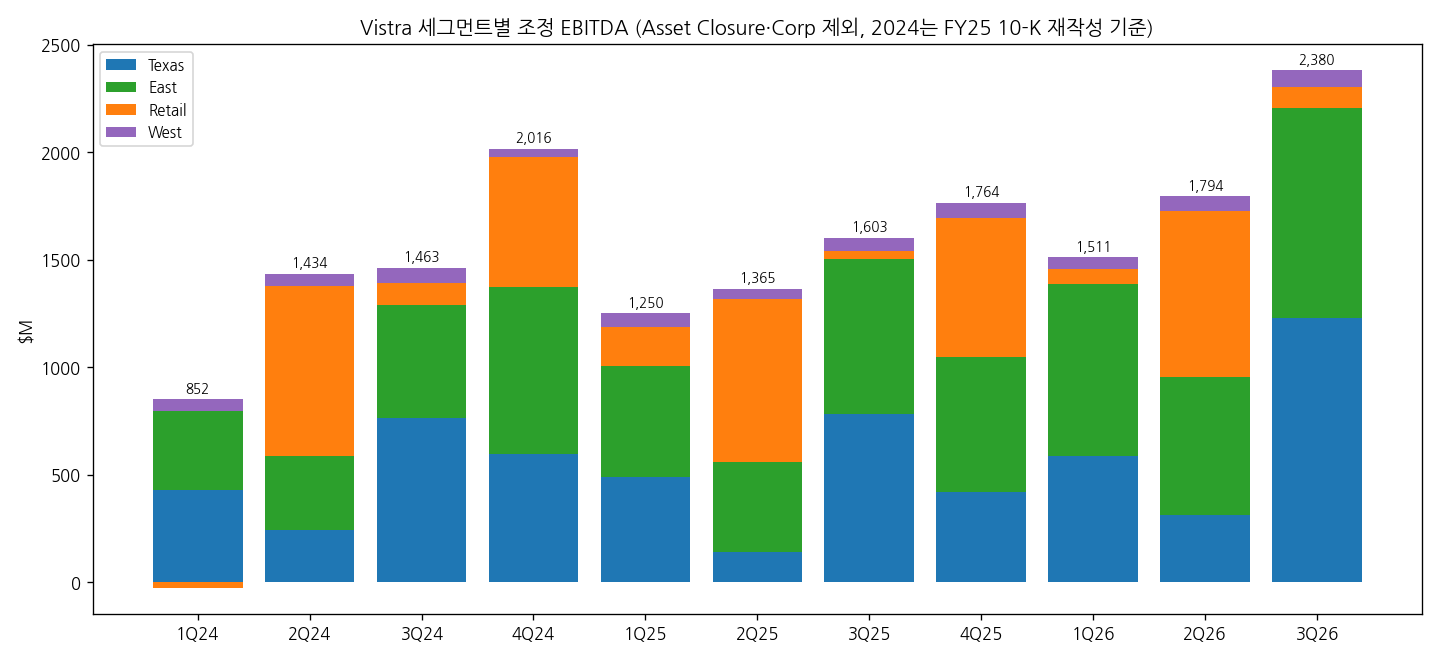 Vistra 세그먼트별 조정 EBITDA (Asset Closure·Corp 제외, 2024는 FY25 10-K 재작성 기준)
Texas
East
Retail
West
$M
2500
2000
1500
1000
500
0
852
1,434
1,463
2,016
1,250
1,365
1,603
1,764
1,511
1,794
2,380
1Q24
2Q24
3Q24
4Q24
1Q25
2Q25
3Q25
4Q25
1Q26
2Q26
3Q26